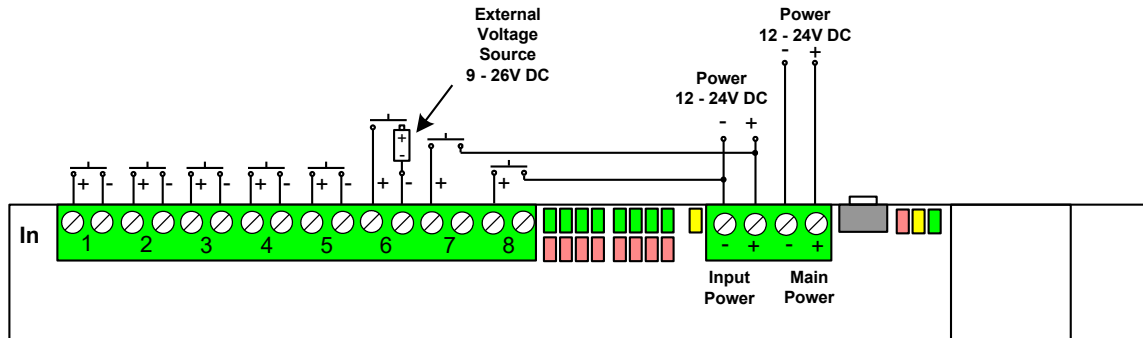 External
Voltage
Source
9 - 26V DC
Power
12 - 24V DC
- +
Power
12 - 24V DC
- +
+
-
+ - + - + - + - + - + - + +
In
1 2 3 4 5 6 7 8
- + - +
Input
Power
Main
Power